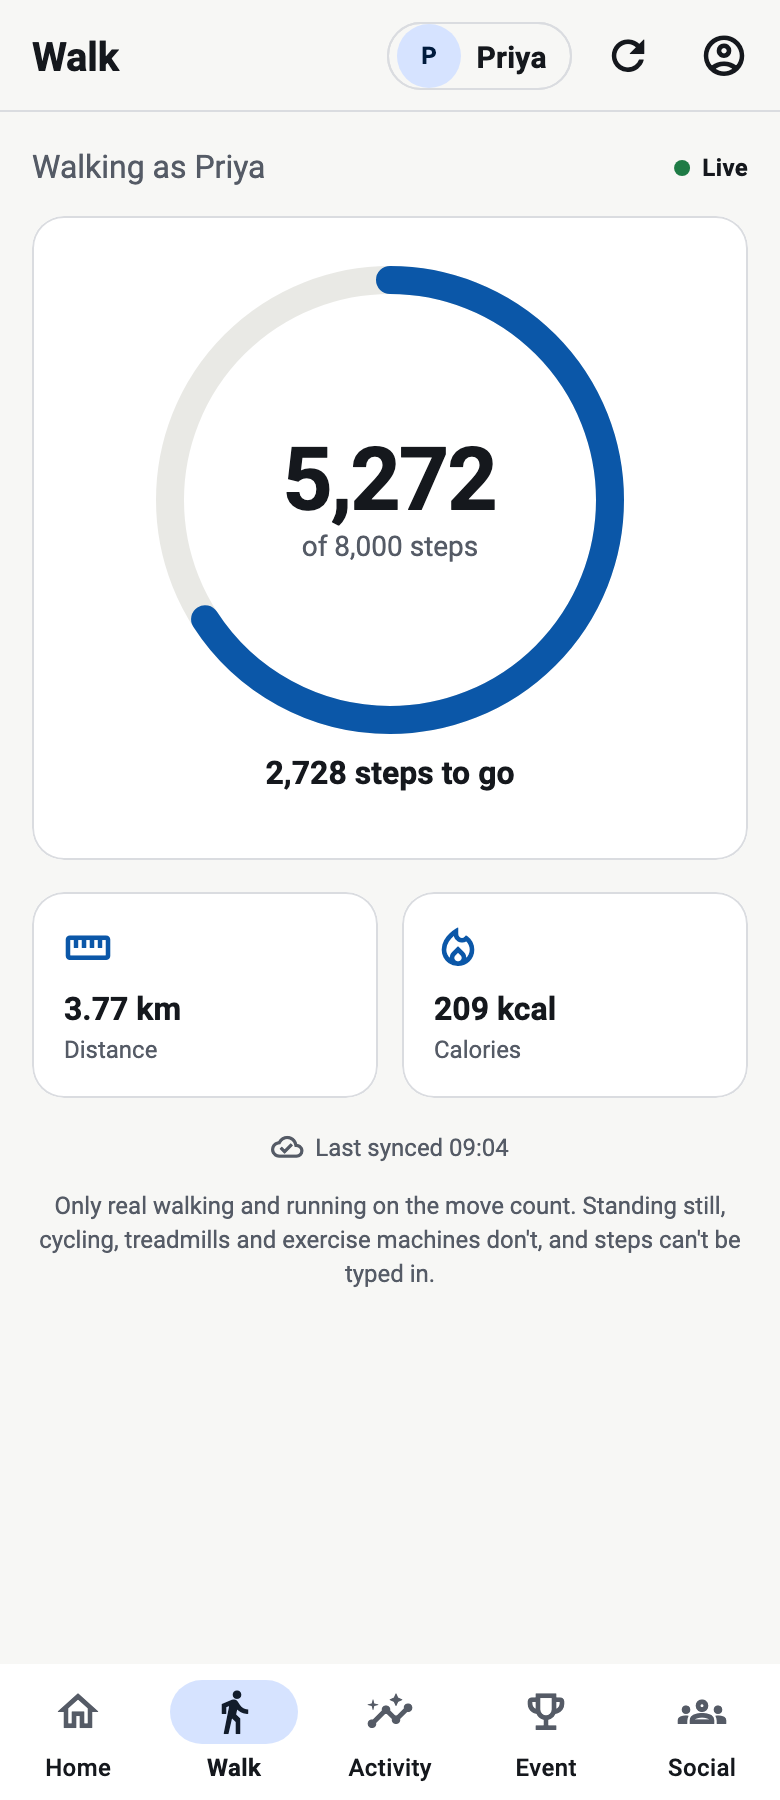 Walk
P
Priya
Walking as Priya
Live
5,272
of 8,000 steps
2,728 steps to go
3.77 km
Distance
209 kcal
Calories
Last synced 09:04
Only real walking and running on the move count. Standing still,
cycling, treadmills and exercise machines don't, and steps can't be
typed in.
Home
Walk
Activity
Event
Social